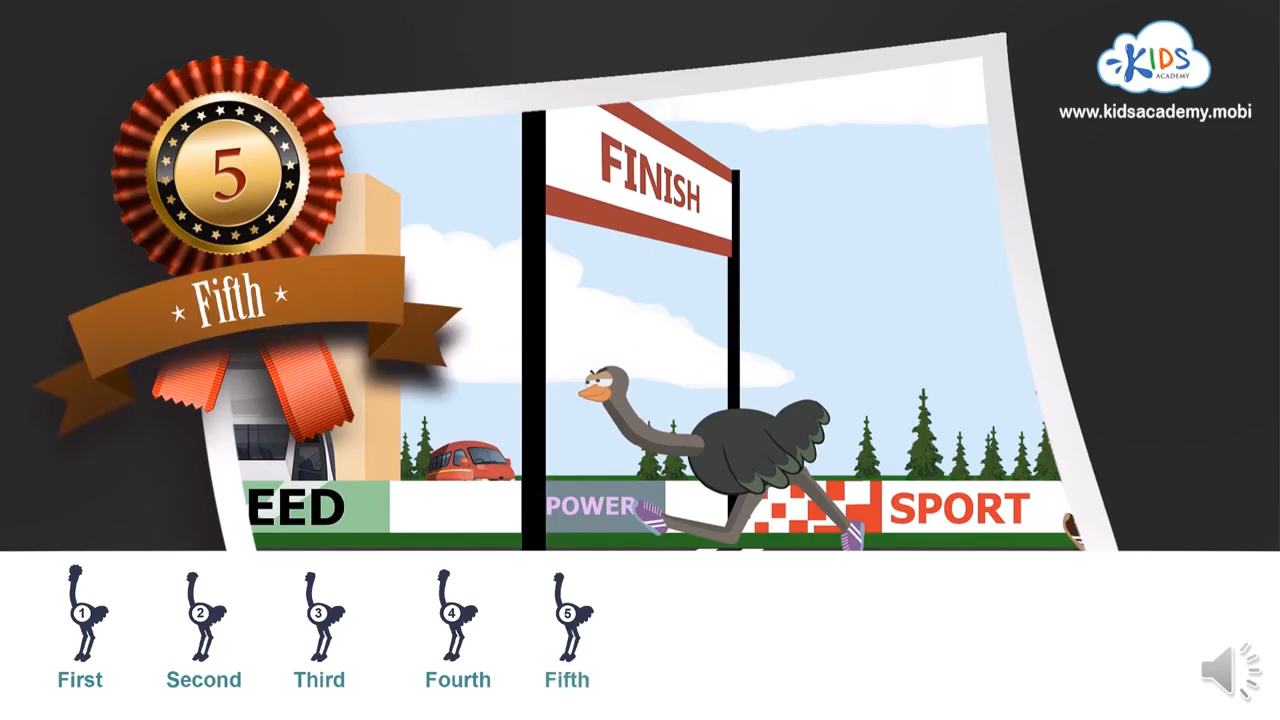 KIDS
ACADEMY
www.kidsacademy.mobi
5
Fifth
FINISH
EED
POWER
SPORT
1 2 3 4 5
First Second Third Fourth Fifth